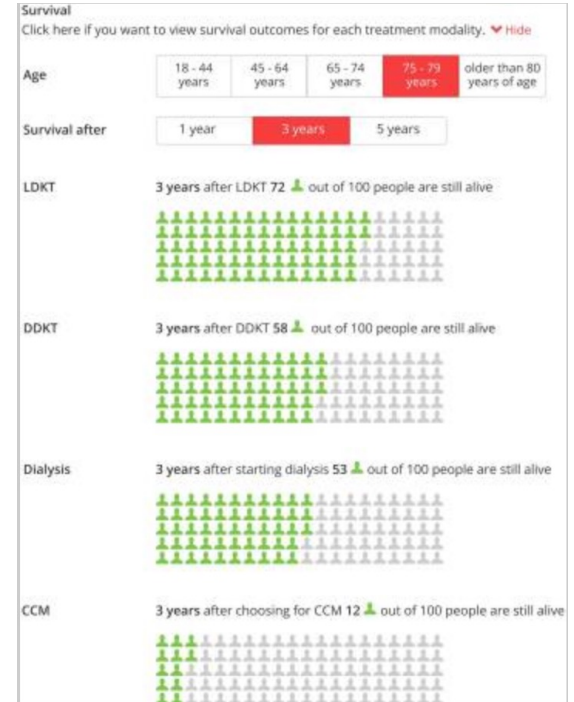 Survival
Click here if you want to view survival outcomes for each treatment modality. Hide
Age
18 - 44 years
45 - 64 years
65 - 74 years
75 - 79 years
older than 80 years of age
Survival after
1 year
3 years
5 years
LDKT
3 years after LDKT 72 out of 100 people are still alive
DDKT
3 years after DDKT 58 out of 100 people are still alive
Dialysis
3 years after starting dialysis 53 out of 100 people are still alive
CCM
3 years after choosing for CCM 12 out of 100 people are still alive